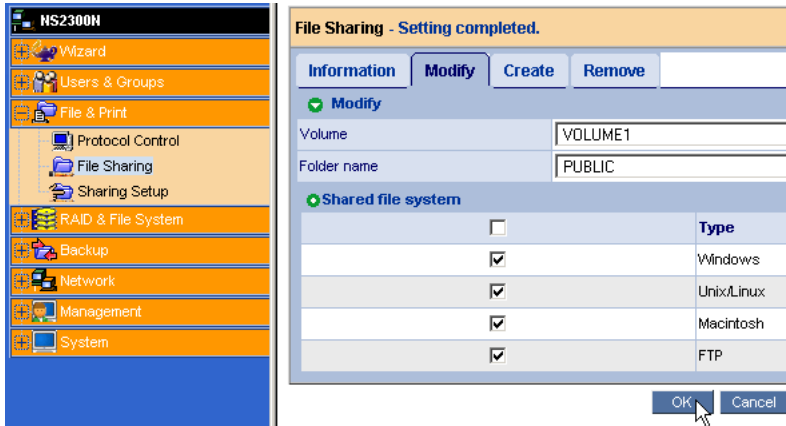 NS2300N
Wizard
Users & Groups
File & Print
Protocol Control
File Sharing
Sharing Setup
RAID & File System
Backup
Network
Management
System
File Sharing - Setting completed.
Information Modify Create Remove
Modify
Volume VOLUME1
Folder name PUBLIC
Shared file system
Type
Windows
Unix/Linux
Macintosh
FTP
OK Cancel